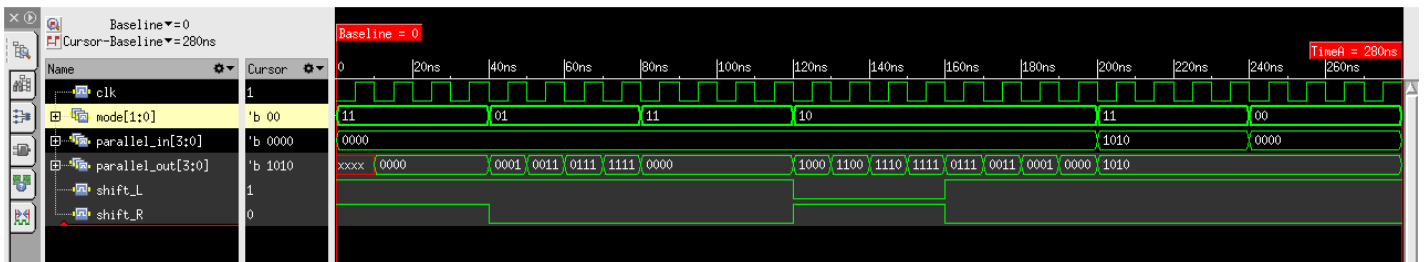 Baseline▼=0
Cursor-Baseline▼=280ns
Baseline = 0
TimeA = 280ns
Name Cursor 0 20ns 40ns 60ns 80ns 100ns 120ns 140ns 160ns 180ns 200ns 220ns 240ns 260ns
clk 1
mode[1:0] 'b 00 11 01 11 10 11 00
parallel_in[3:0] 'b 0000 0000 1010 0000
parallel_out[3:0] 'b 1010 xxxx 0000 0001 0011 0111 1111 0000 1000 1100 1110 1111 0111 0011 0001 0000 1010
shift_L 1
shift_R 0